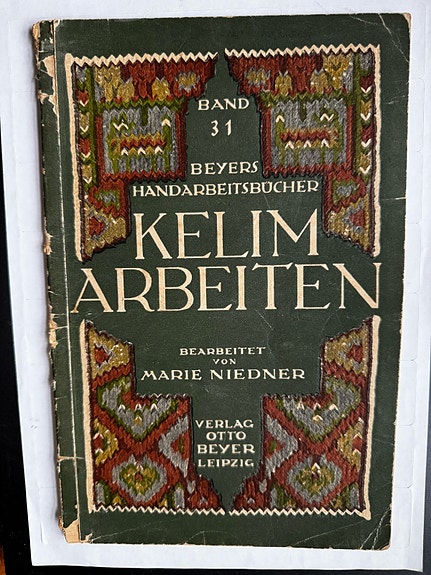 BAND
31
BEYERS
HANDARBEITSBÜCHER
KELIM
ARBEITEN
BEARBEITET
VON
MARIE NIEDNER
VERLAG
OTTO
BEYER
LEIPZIG